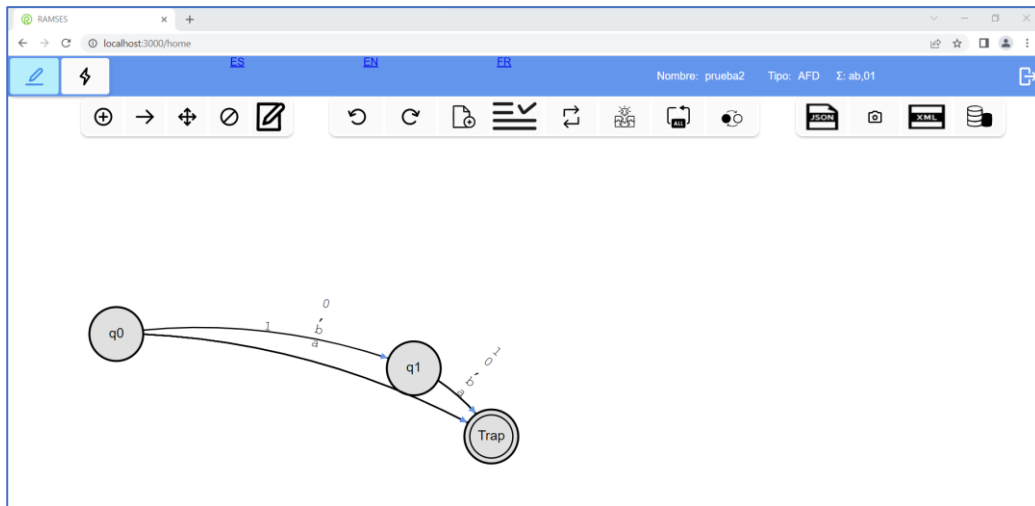 RAMSES
localhost:3000/home
ES EN FR
Nombre: prueba2 Tipo: AFD Σ: ab,01
ALL
JSON
XML
q0
1
0
,
b
a
q1
1
0
,
b
a
Trap